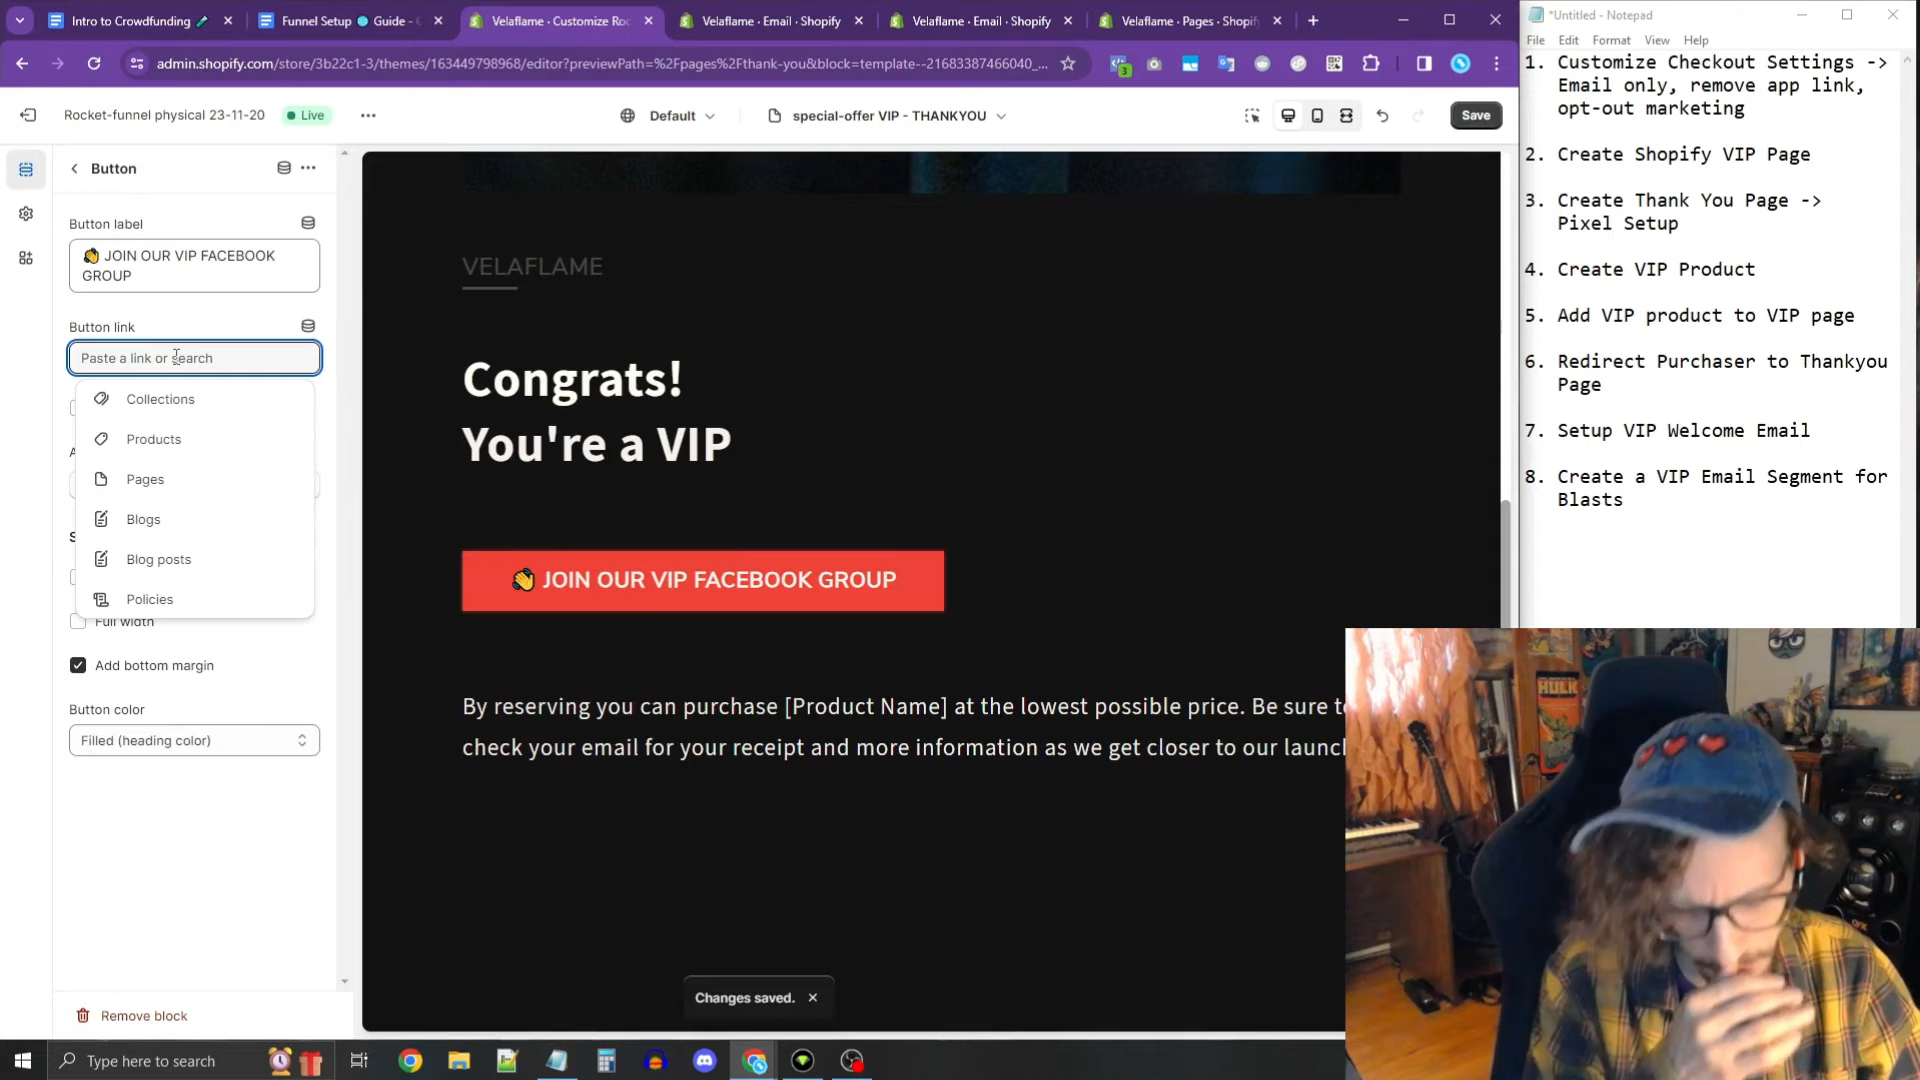 Intro to Crowdfunding
Funnel Setup Guide -
Velaflame · Customize Roc
Velaflame · Email · Shopify
Velaflame · Email · Shopify
Velaflame · Pages · Shopify
*Untitled - Notepad
File Edit Format View Help
admin.shopify.com/store/3b22c1-3/themes/163449798968/editor?previewPath=%2Fpages%2Fthank-you&block=template--21683387466040_...
3
Rocket-funnel physical 23-11-20
Live
Default
special-offer VIP - THANKYOU
Save
Button
Button label
👏 JOIN OUR VIP FACEBOOK
GROUP
Button link
Paste a link or search
Collections
Products
Pages
Blogs
Blog posts
Policies
Full width
Add bottom margin
Button color
Filled (heading color)
Remove block
VELAFLAME
Congrats!
You're a VIP
👏 JOIN OUR VIP FACEBOOK GROUP
By reserving you can purchase [Product Name] at the lowest possible price. Be sure to
check your email for your receipt and more information as we get closer to our launch
Changes saved.
1. Customize Checkout Settings ->
Email only, remove app link,
opt-out marketing
2. Create Shopify VIP Page
3. Create Thank You Page ->
Pixel Setup
4. Create VIP Product
5. Add VIP product to VIP page
6. Redirect Purchaser to Thankyou
Page
7. Setup VIP Welcome Email
8. Create a VIP Email Segment for
Blasts
HULK
Type here to search